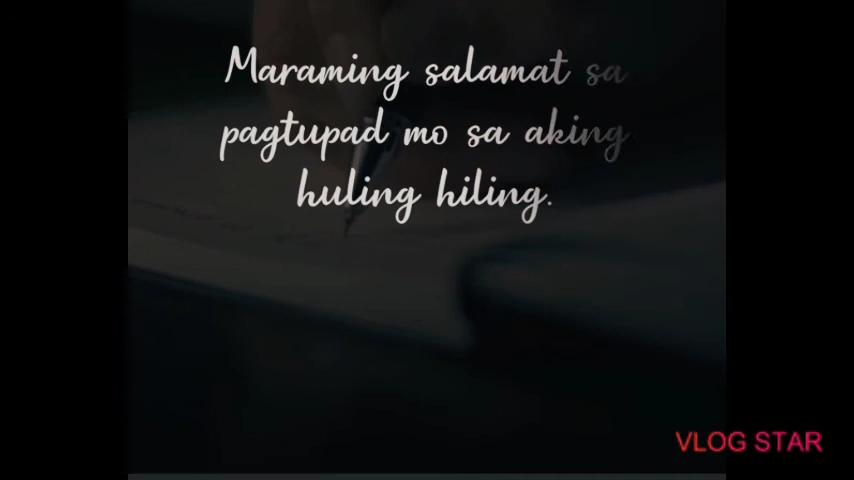 Maraming salamat sa
pagtupad mo sa aking
huling hiling.
VLOG STAR